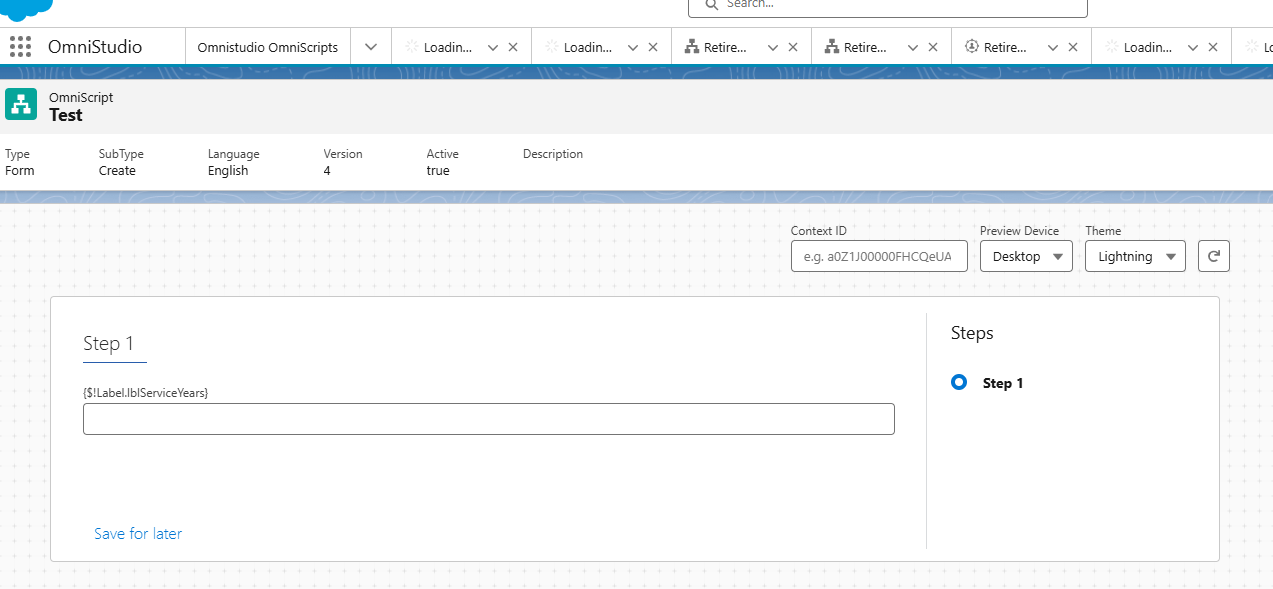 Search...
OmniStudio
Omnistudio OmniScripts
Loadin...
Loadin...
Retire...
Retire...
Retire...
Loadin...
Lo
OmniScript
Test
Type SubType Language Version Active Description
Form Create English 4 true
Context ID Preview Device Theme
e.g. a0Z1J00000FHCQeUA Desktop Lightning
Step 1
Steps
Step 1
{$!Label.lblServiceYears}
Save for later